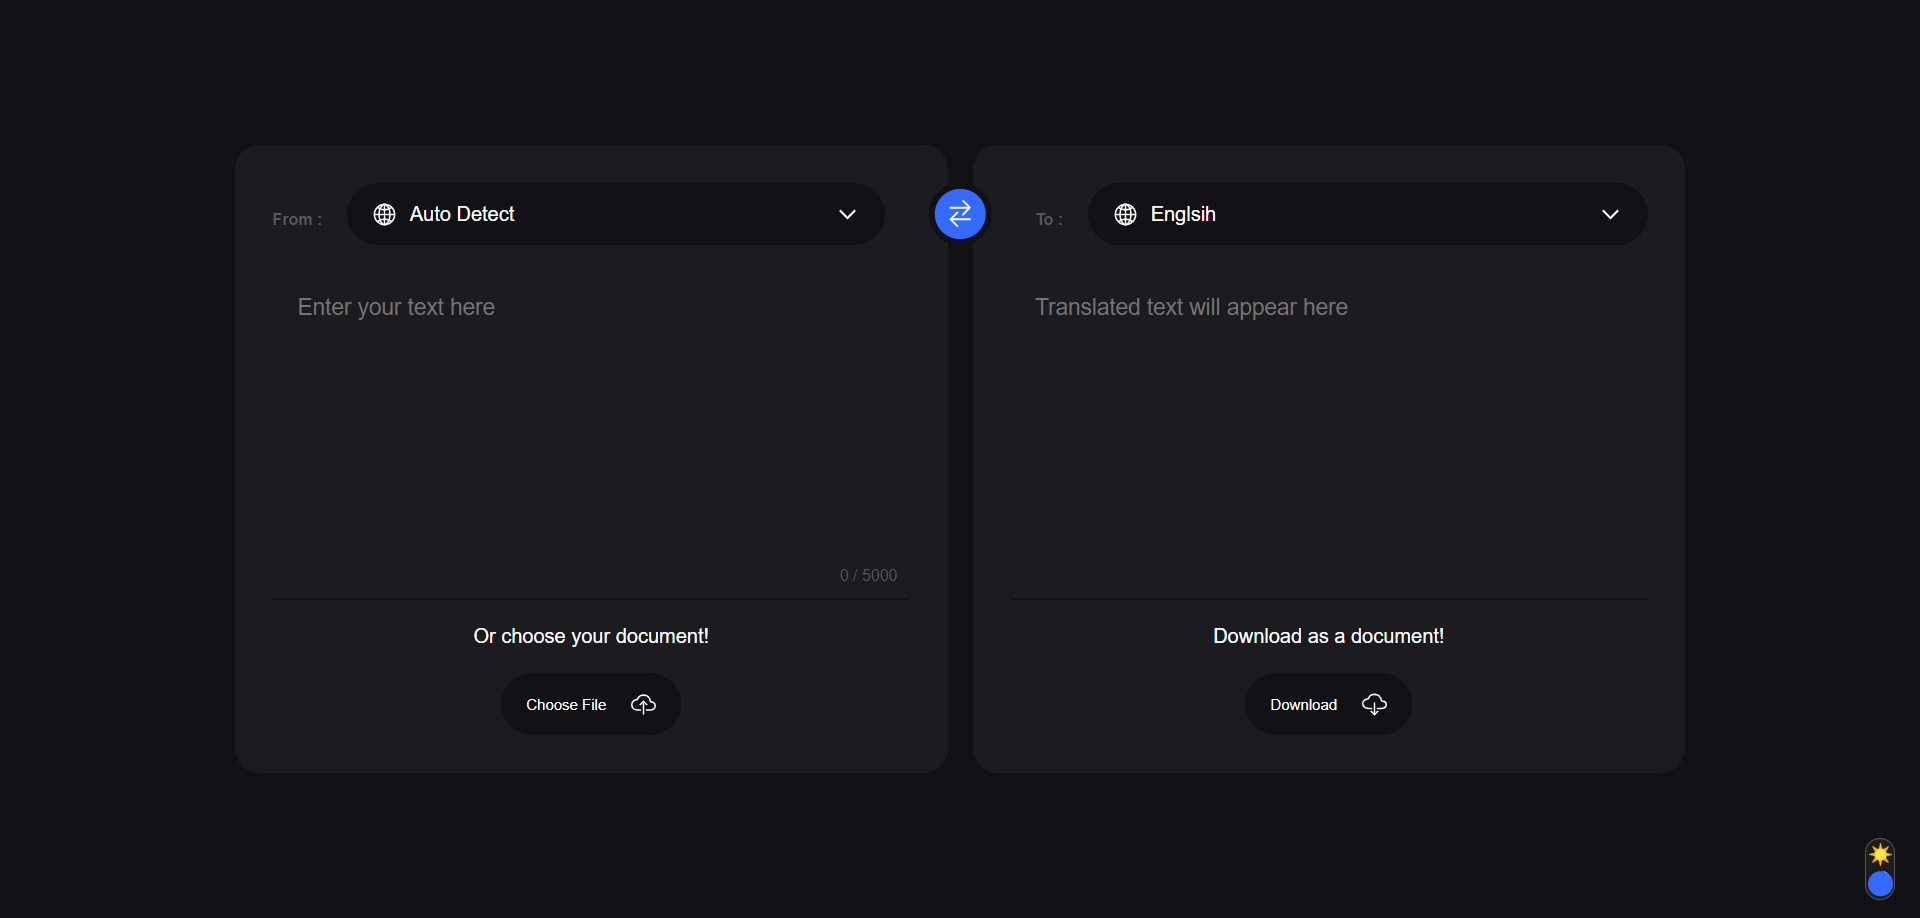 From :
Auto Detect
Enter your text here
0 / 5000
Or choose your document!
Choose File
To :
Englsih
Translated text will appear here
Download as a document!
Download